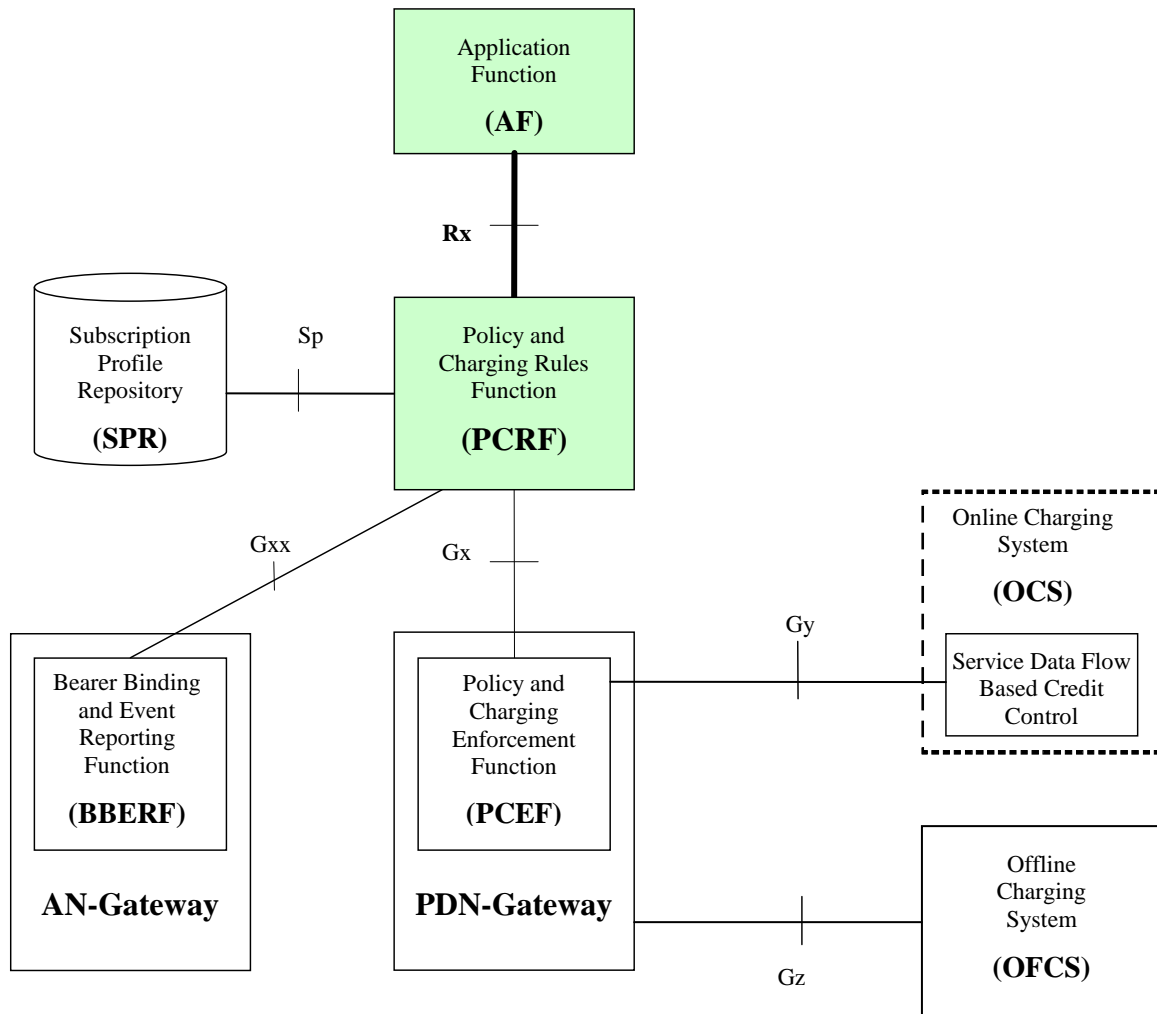 Application
Function
(AF)
Rx
Subscription
Profile
Repository
(SPR)
Sp
Policy and
Charging Rules
Function
(PCRF)
Gxx
Gx
Online Charging
System
(OCS)
Gy
Service Data Flow
Based Credit
Control
Bearer Binding
and Event
Reporting
Function
(BBERF)
AN-Gateway
Policy and
Charging
Enforcement
Function
(PCEF)
PDN-Gateway
Gz
Offline
Charging
System
(OFCS)